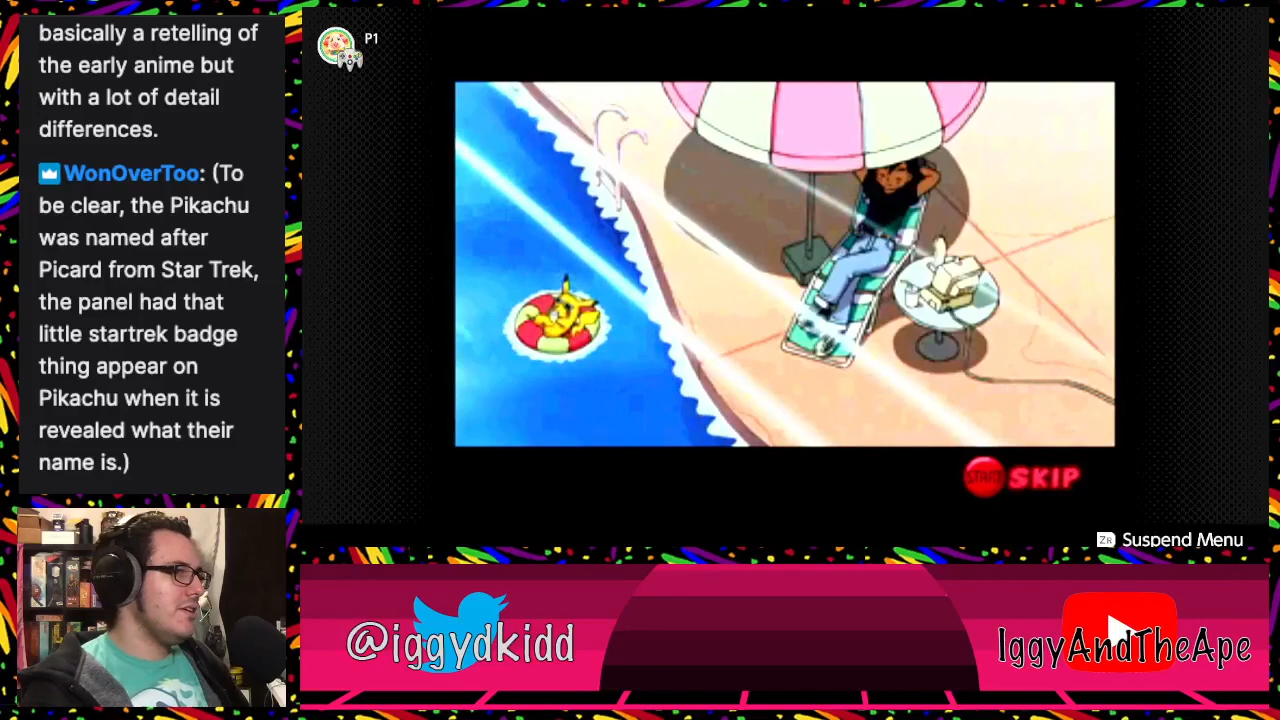 basically a retelling of
the early anime but
with a lot of detail
differences.
WonOverToo: (To
be clear, the Pikachu
was named after
Picard from Star Trek,
the panel had that
little startrek badge
thing appear on
Pikachu when it is
revealed what their
name is.)
P1
START SKIP
ZR Suspend Menu
@iggydkidd
IggyAndTheApe